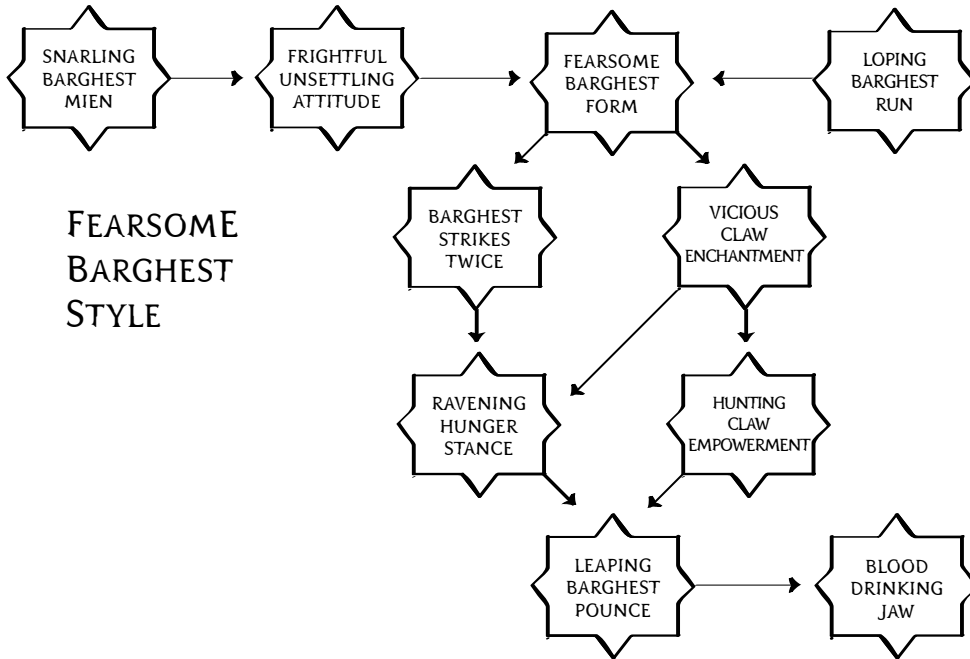 SNARLING
BARGHEST
MIEN
FRIGHTFUL
UNSETTLING
ATTITUDE
FEARSOME
BARGHEST
FORM
LOPING
BARGHEST
RUN
FEARSOME
BARGHEST
STYLE
BARGHEST
STRIKES
TWICE
VICIOUS
CLAW
ENCHANTMENT
RAVENING
HUNGER
STANCE
HUNTING
CLAW
EMPOWERMENT
LEAPING
BARGHEST
POUNCE
BLOOD
DRINKING
JAW